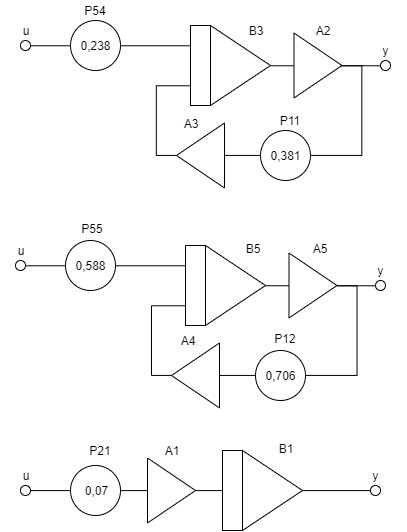 P54
u
0,238
B3
A2
y
A3
P11
0,381
P55
u
0,588
B5
A5
y
A4
P12
0,706
P21
u
0,07
A1
B1
y